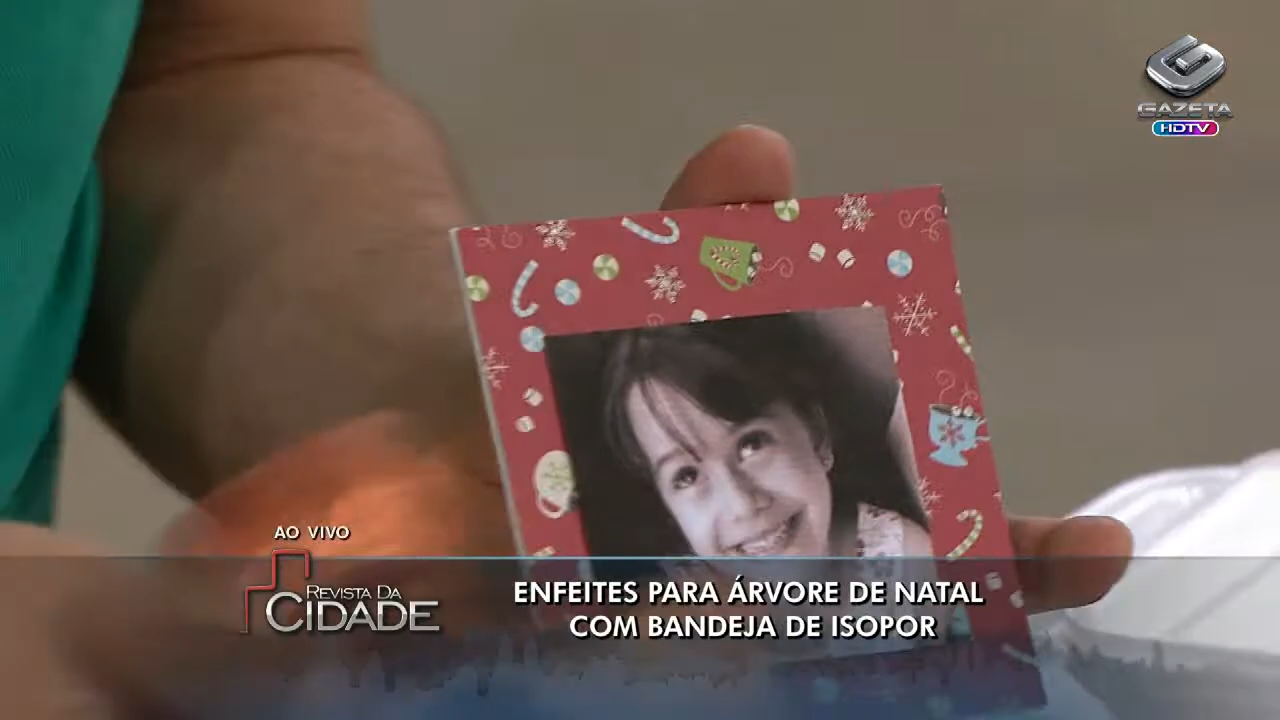 GAZETA
HDTV
AO VIVO
REVISTA DA
CIDADE
ENFEITES PARA ÁRVORE DE NATAL
COM BANDEJA DE ISOPOR